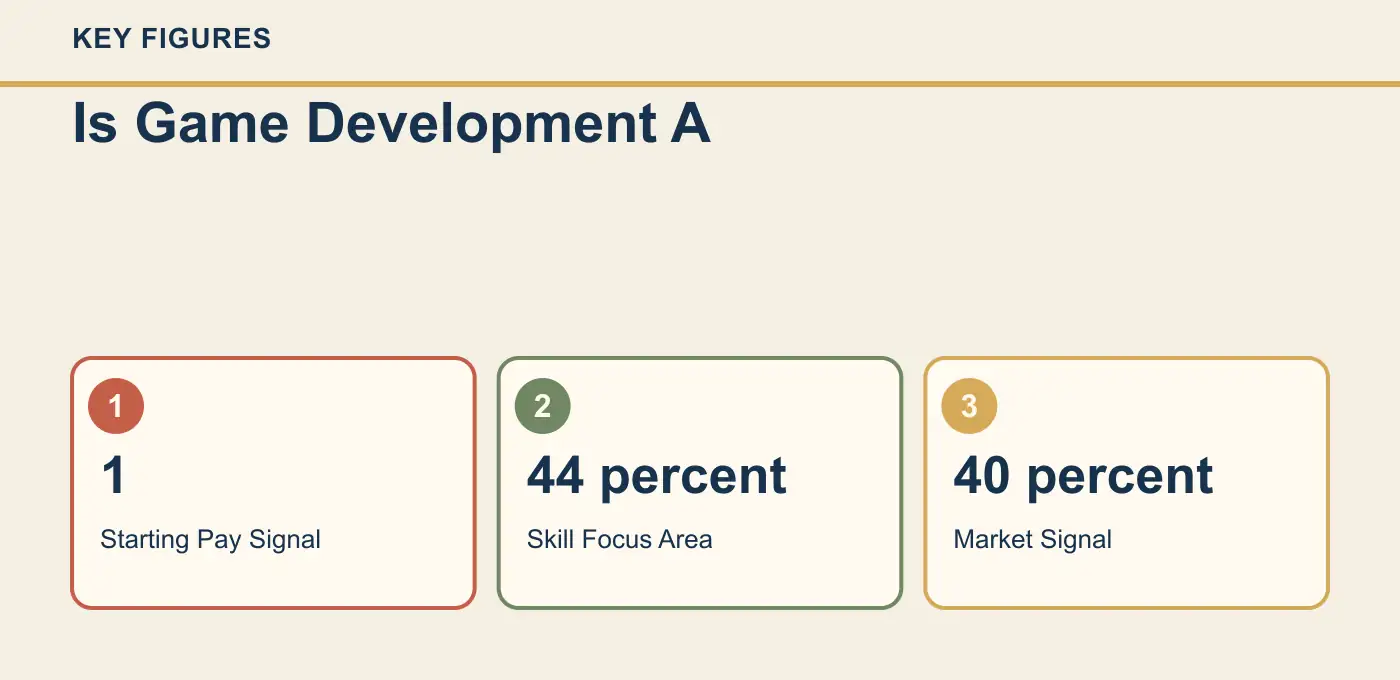 KEY FIGURES
Is Game Development A
1
1
Starting Pay Signal
2
44 percent
Skill Focus Area
3
40 percent
Market Signal